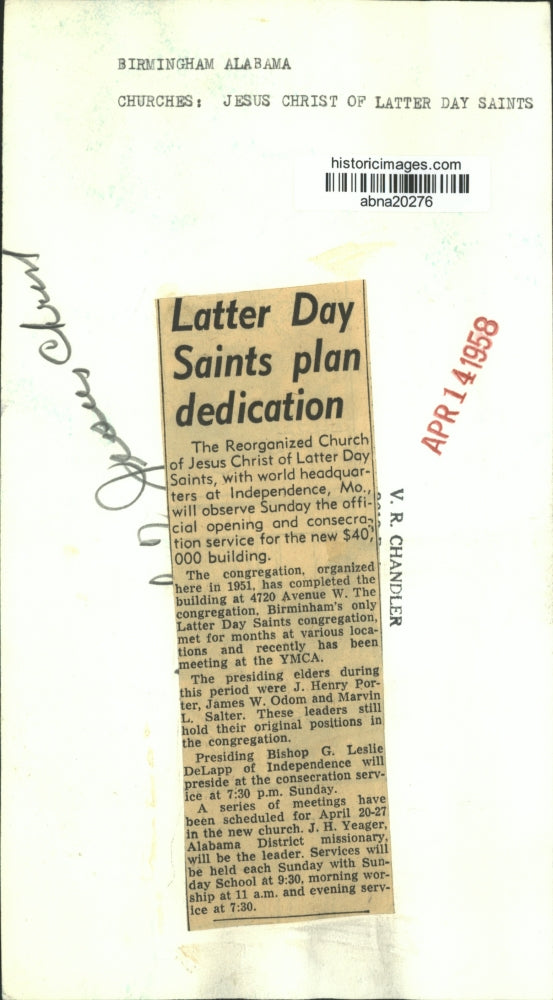 BIRMINGHAM ALABAMA
CHURCHES: JESUS CHRIST OF LATTER DAY SAINTS
historicimages.com
abna20276
Jesus Christ
APR 14 1958
V. R. CHANDLER
Latter Day
Saints plan
dedication
The Reorganized Church
of Jesus Christ of Latter Day
Saints, with world headquar-
ters at Independence, Mo.,
will observe Sunday the offi-
cial opening and consecra-
tion service for the new $40,
000 building.
The congregation, organized
here in 1951, has completed the
building at 4720 Avenue W. The
congregation, Birminham's only
Latter Day Saints congregation,
met for months at various loca-
tions and recently has been
meeting at the YMCA.
The presiding elders during
this period were J. Henry Por-
ter, James W. Odom and Marvin
L. Salter. These leaders still
hold their original positions in
the congregation.
Presiding Bishop G. Leslie
DeLapp of Independence will
preside at the consecration serv-
ice at 7:30 p.m. Sunday.
A series of meetings have
been scheduled for April 20-27
in the new church. J. H. Yeager,
Alabama District missionary,
will be the leader. Services will
be held each Sunday with Sun-
day School at 9:30, morning wor-
ship at 11 a.m. and evening serv-
ice at 7:30.